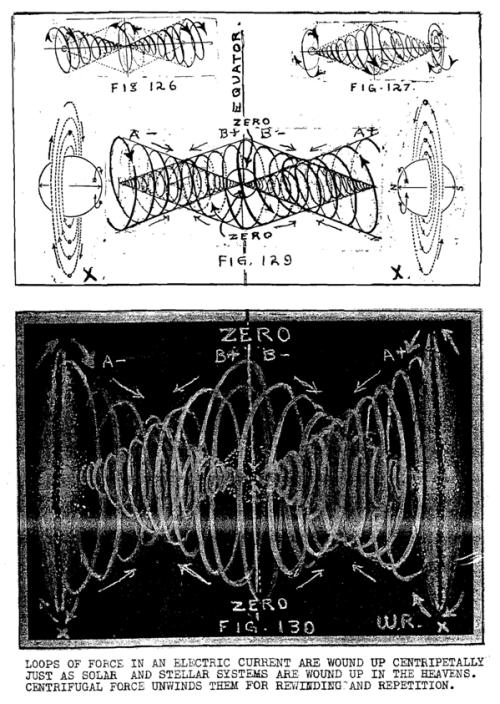 FIG 126
FIG. 127.
EQUATOR.
ZERO
A- B+ B- A+
N S
ZERO
X X.
FIG. 129
ZERO
A- B+ B- A+
ZERO
FIG. 130
W.R.
X X
LOOPS OF FORCE IN AN ELECTRIC CURRENT ARE WOUND UP CENTRIPETALLY
JUST AS SOLAR AND STELLAR SYSTEMS ARE WOUND UP IN THE HEAVENS.
CENTRIFUGAL FORCE UNWINDS THEM FOR REWINDING AND REPETITION.